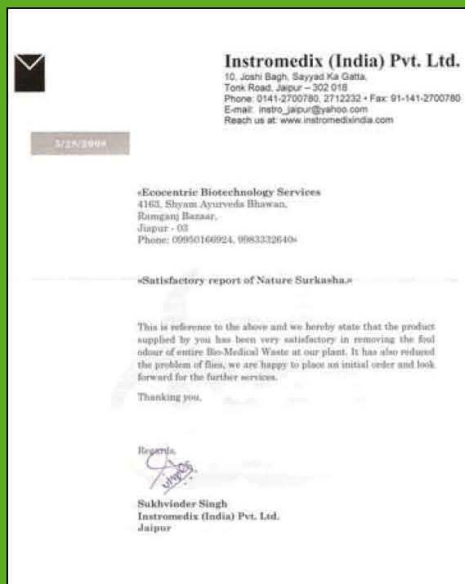 Instromedix (India) Pvt. Ltd.
10, Joshi Bagh, Sayyad Ka Gatta,
Tonk Road, Jaipur – 302 018
Phone: 0141-2700780, 2712232 • Fax: 91-141-2700780
E-mail: instro_jaipur@yahoo.com
Reach us at: www.instromedixindia.com
«Ecocentric Biotechnology Services
4163, Shyam Ayurveda Bhawan,
Ramganj Bazaar,
Jiapur - 03
Phone: 09950166924, 9983332640»
«Satisfactory report of Nature Surkasha.»
This is reference to the above and we hereby state that the product
supplied by you has been very satisfactory in removing the foul
odour of entire Bio-Medical Waste at our plant. It has also reduced
the problem of flies, we are happy to place an initial order and look
forward for the further services.
Thanking you,
Regards,
Sukhvinder Singh
Instromedix (India) Pvt. Ltd.
Jaipur